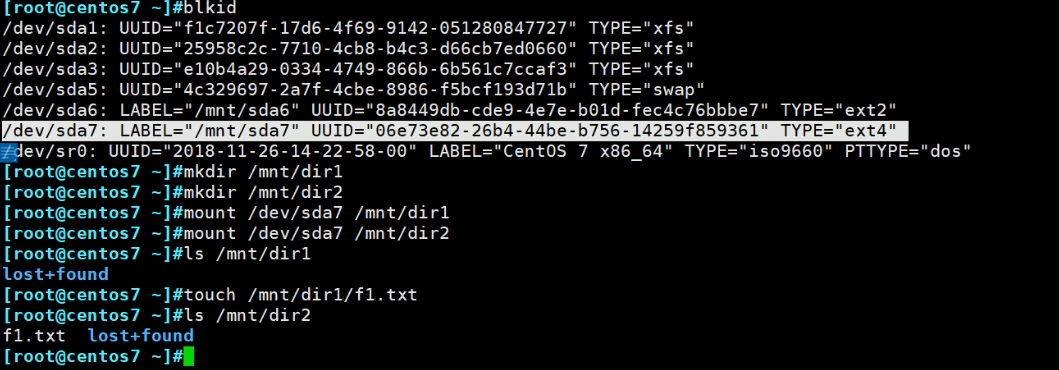 [root@centos7 ~]#blkid
/dev/sda1: UUID="f1c7207f-17d6-4f69-9142-051280847727" TYPE="xfs"
/dev/sda2: UUID="25958c2c-7710-4cb8-b4c3-d66cb7ed0660" TYPE="xfs"
/dev/sda3: UUID="e10b4a29-0334-4749-866b-6b561c7ccaf3" TYPE="xfs"
/dev/sda5: UUID="4c329697-2a7f-4cbe-8986-f5bcf193d71b" TYPE="swap"
/dev/sda6: LABEL="/mnt/sda6" UUID="8a8449db-cde9-4e7e-b01d-fec4c76bbbe7" TYPE="ext2"
/dev/sda7: LABEL="/mnt/sda7" UUID="06e73e82-26b4-44be-b756-14259f859361" TYPE="ext4"
dev/sr0: UUID="2018-11-26-14-22-58-00" LABEL="CentOS 7 x86_64" TYPE="iso9660" PTTYPE="dos"
[root@centos7 ~]#mkdir /mnt/dir1
[root@centos7 ~]#mkdir /mnt/dir2
[root@centos7 ~]#mount /dev/sda7 /mnt/dir1
[root@centos7 ~]#mount /dev/sda7 /mnt/dir2
[root@centos7 ~]#ls /mnt/dir1
lost+found
[root@centos7 ~]#touch /mnt/dir1/f1.txt
[root@centos7 ~]#ls /mnt/dir2
f1.txt  lost+found
[root@centos7 ~]#